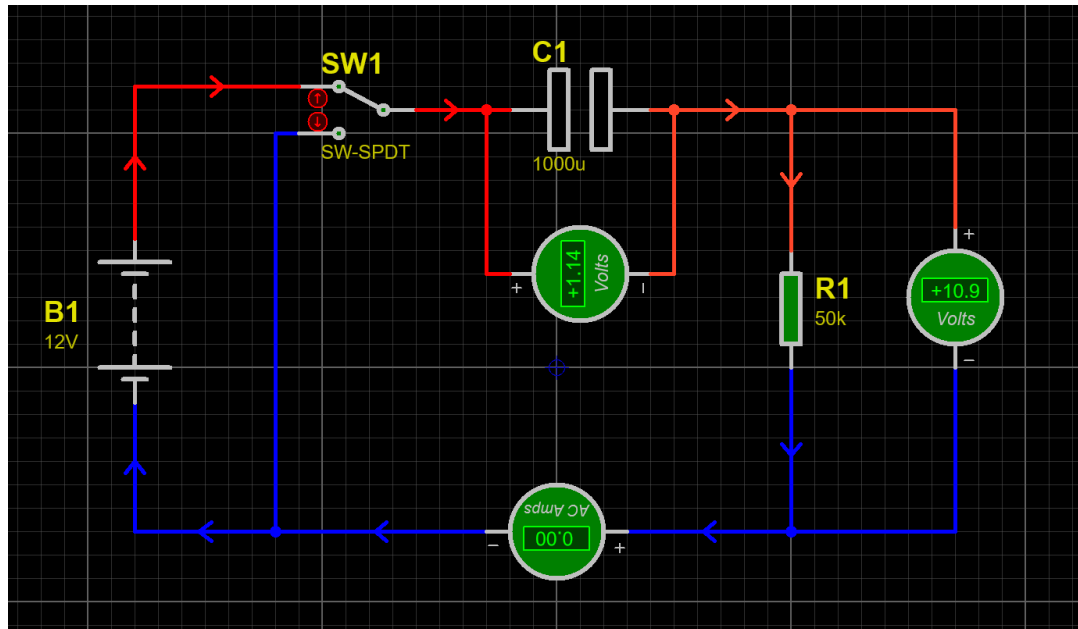 SW1
SW-SPDT
C1
1000u
+1.14
Volts
+
B1
12V
R1
50k
+
+10.9
Volts
−
AC Amps
0.00
−
+